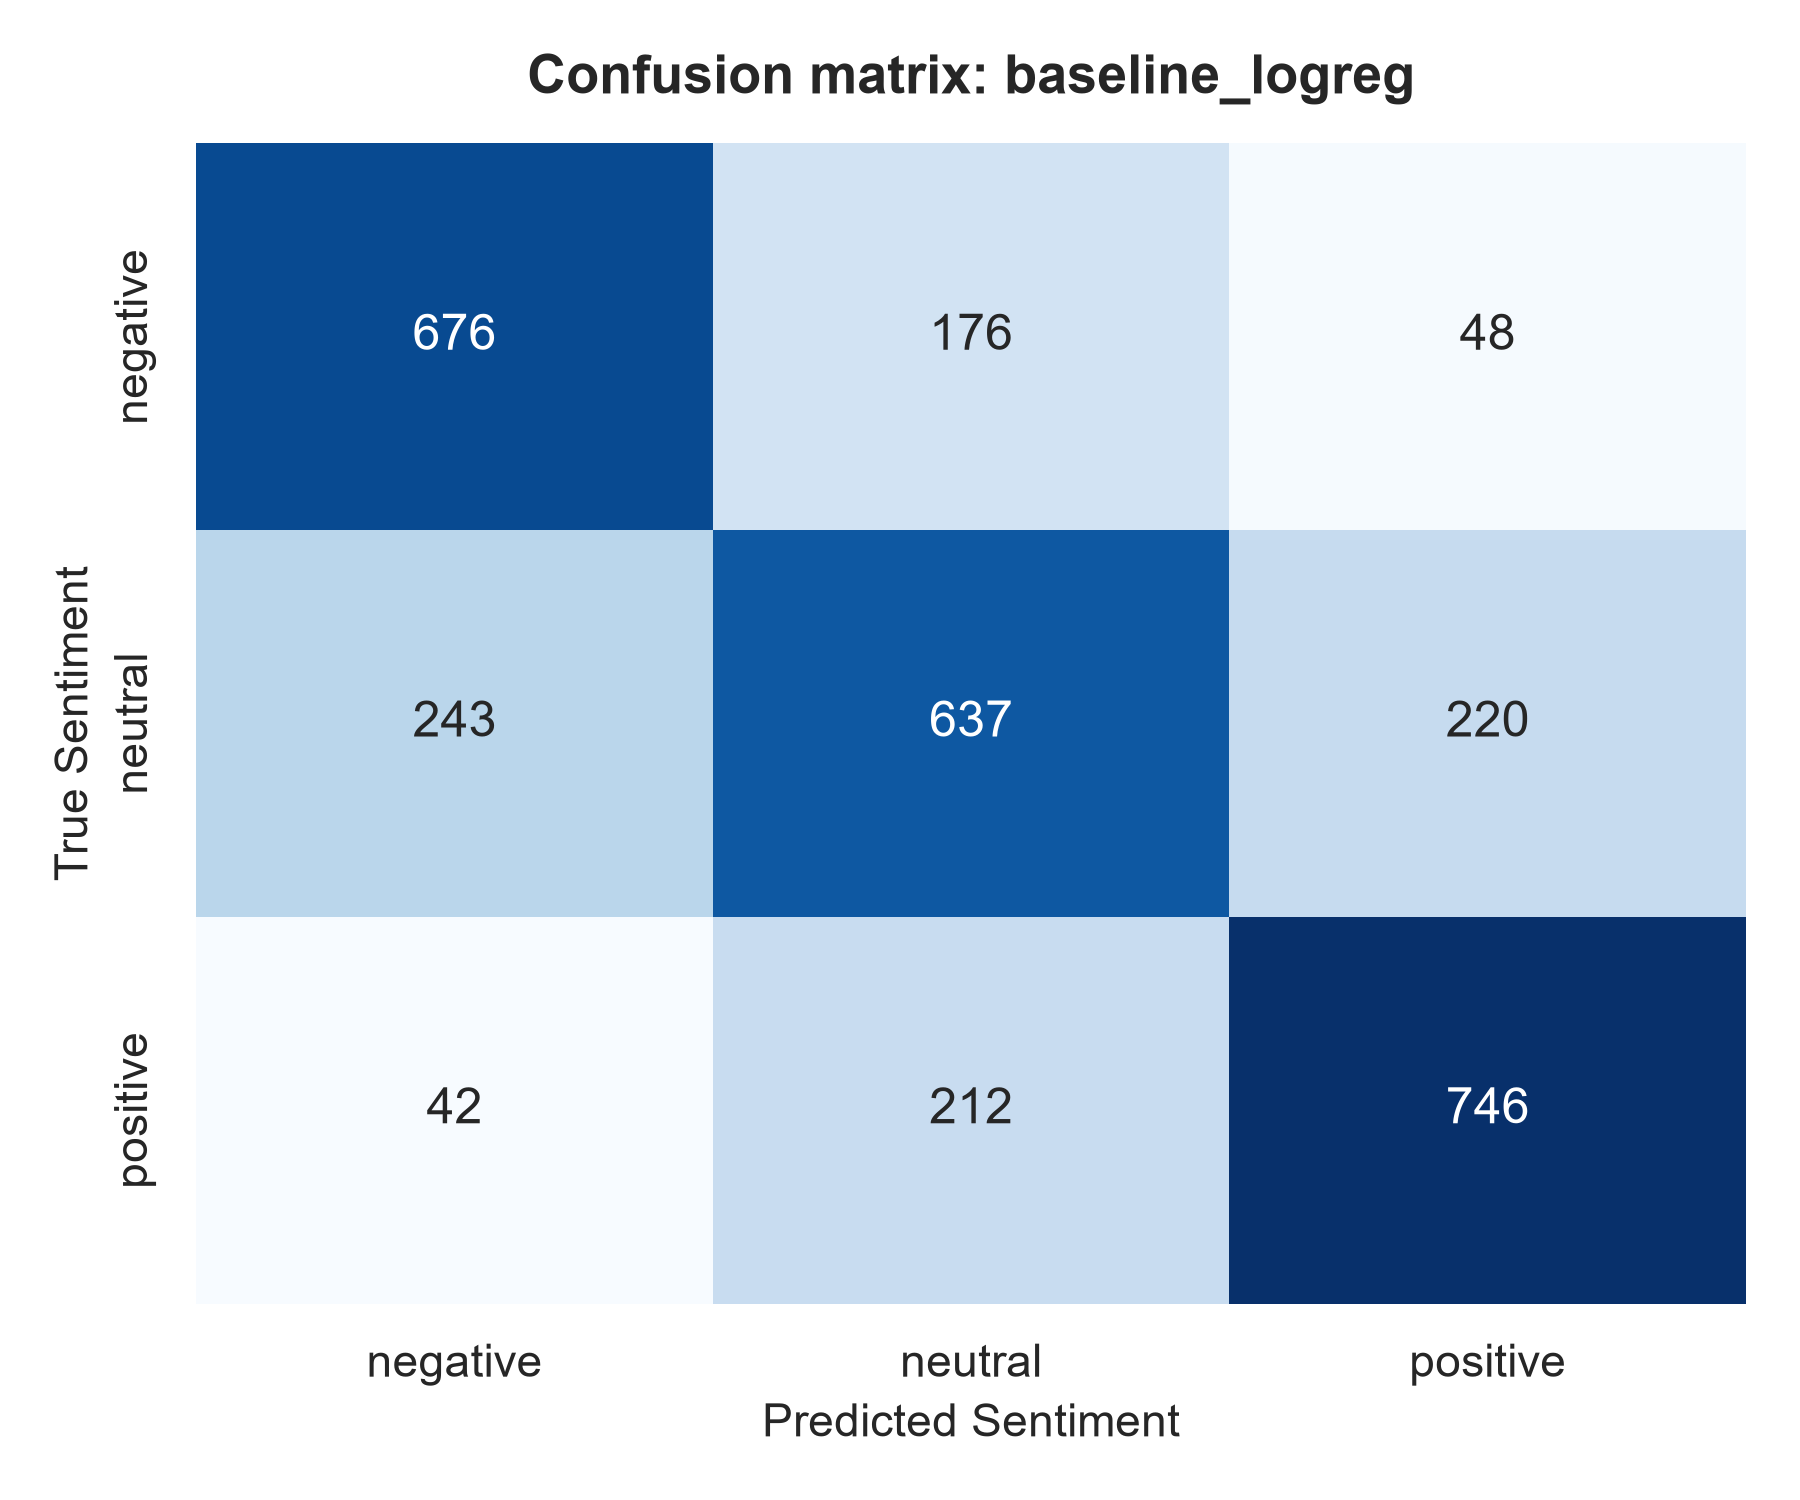 Confusion matrix: baseline_logreg
True Sentiment
negative
676 176 48
neutral
243 637 220
positive
42 212 746
negative neutral positive
Predicted Sentiment